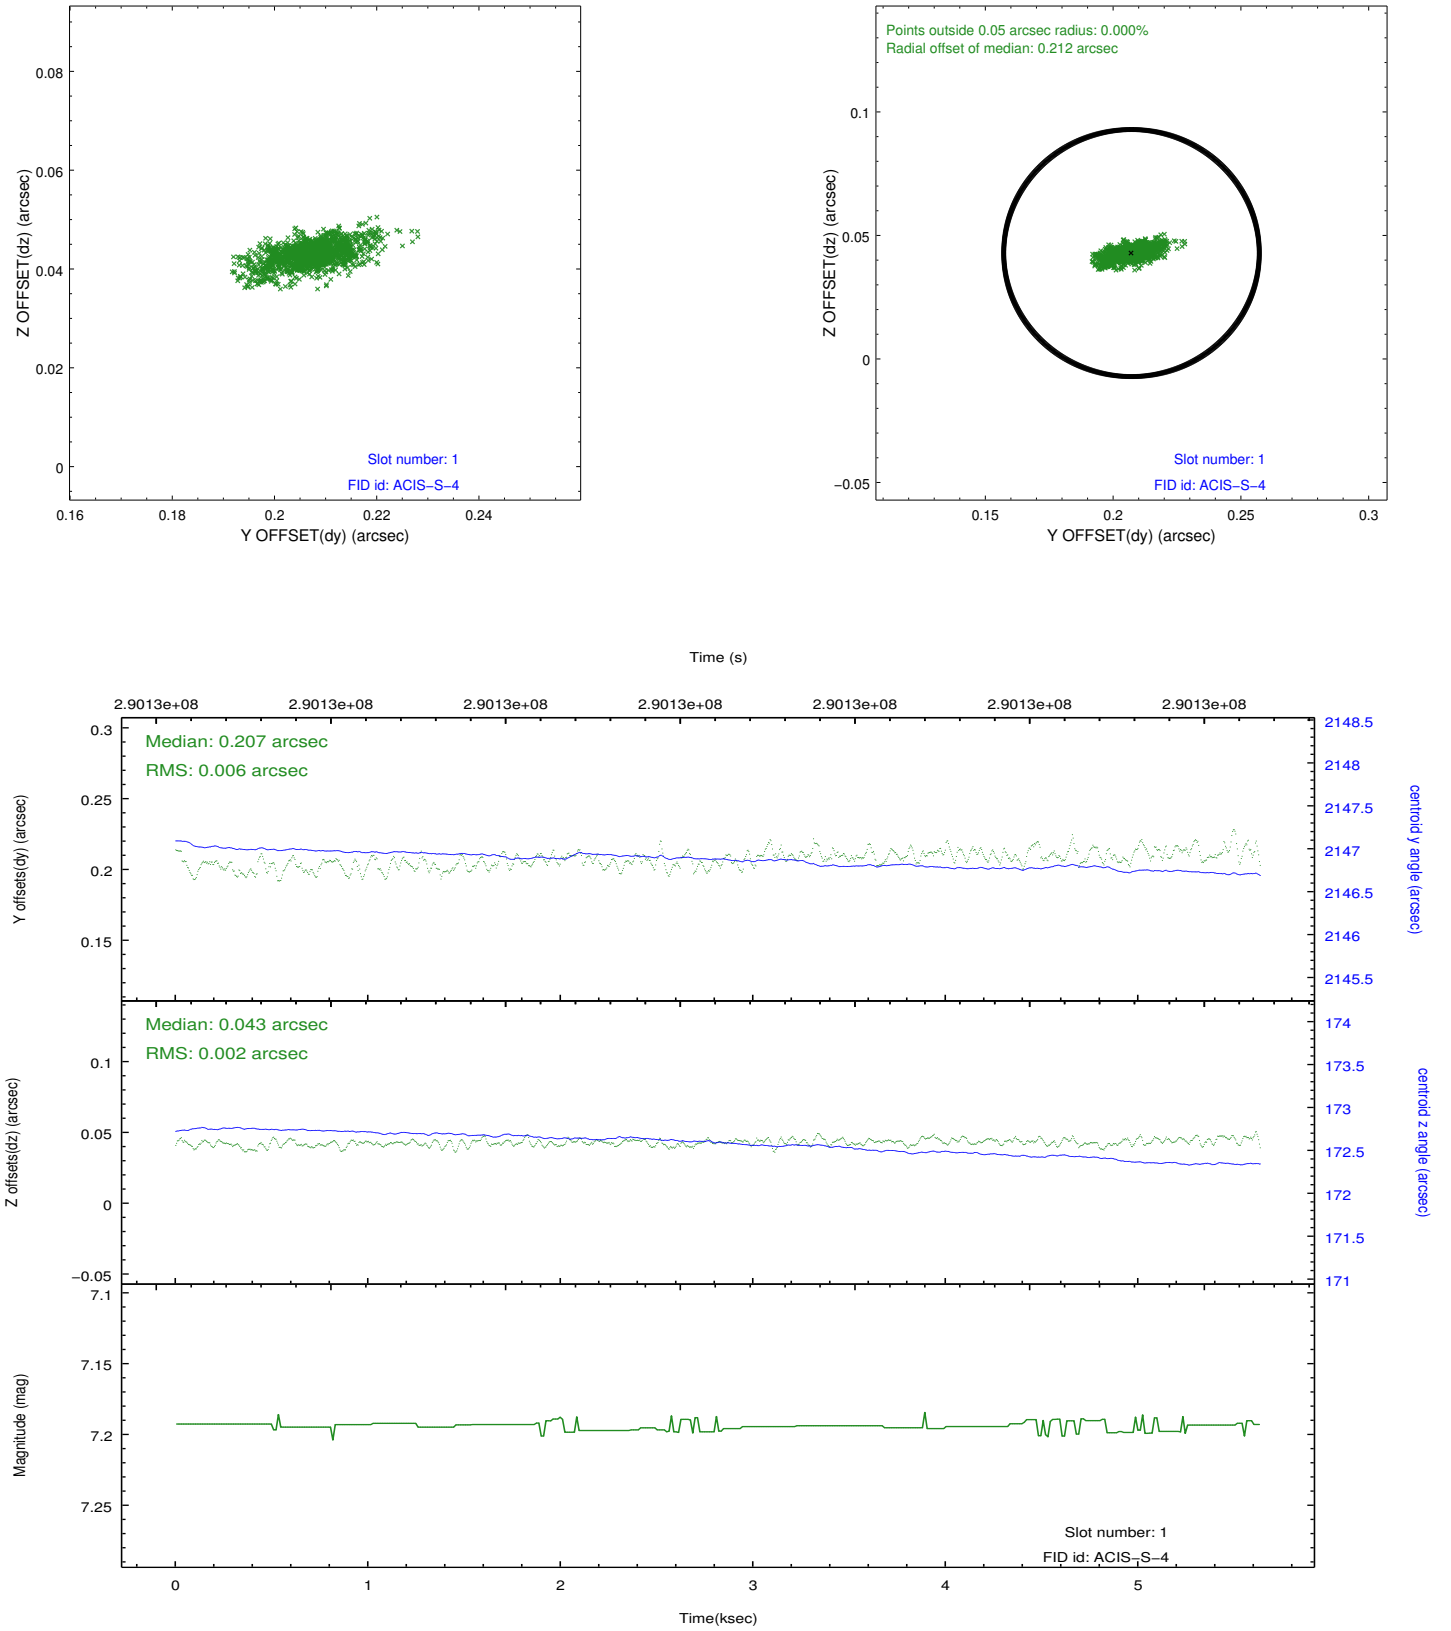 Z OFFSET(dz) (arcsec)
0.08
0.06
0.04
0.02
0
0.16
0.18
0.2
0.22
0.24
Y OFFSET(dy) (arcsec)
Slot number: 1
FID id: ACIS−S−4
Points outside 0.05 arcsec radius: 0.000%
Radial offset of median: 0.212 arcsec
Z OFFSET(dz) (arcsec)
0.1
0.05
0
−0.05
0.15
0.2
0.25
0.3
Y OFFSET(dy) (arcsec)
Slot number: 1
FID id: ACIS−S−4
Time (s)
2.9013e+08
2.9013e+08
2.9013e+08
2.9013e+08
2.9013e+08
2.9013e+08
2.9013e+08
Y offsets(dy) (arcsec)
0.3
0.25
0.2
0.15
Median: 0.207 arcsec
RMS: 0.006 arcsec
2148.5
2148
2147.5
2147
2146.5
2146
2145.5
centroid y angle (arcsec)
Z offsets(dz) (arcsec)
0.1
0.05
0
−0.05
Median: 0.043 arcsec
RMS: 0.002 arcsec
174
173.5
173
172.5
172
171.5
171
centroid z angle (arcsec)
Magnitude (mag)
7.1
7.15
7.2
7.25
Slot number: 1
FID id: ACIS−S−4
0
1
2
3
4
5
Time(ksec)